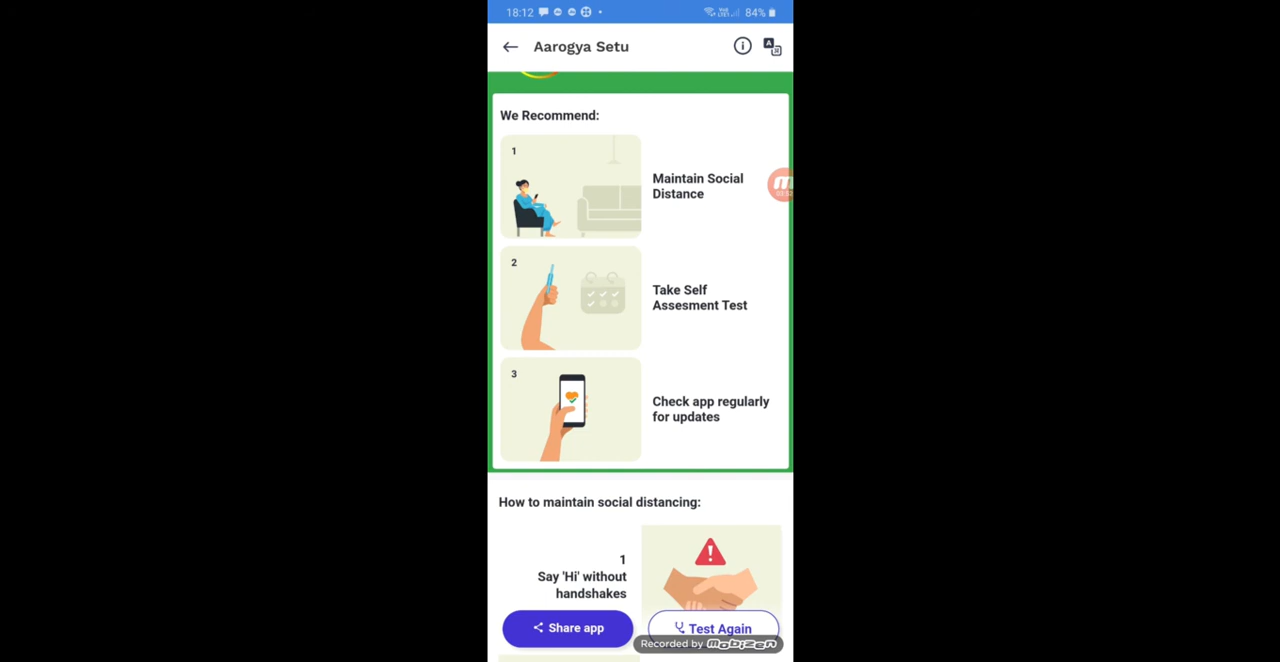 18:12
84%
Aarogya Setu
We Recommend:
1
Maintain Social
Distance
2
Take Self
Assesment Test
3
Check app regularly
for updates
How to maintain social distancing:
1
Say 'Hi' without
handshakes
Share app
Test Again
Recorded by MOBIZEN